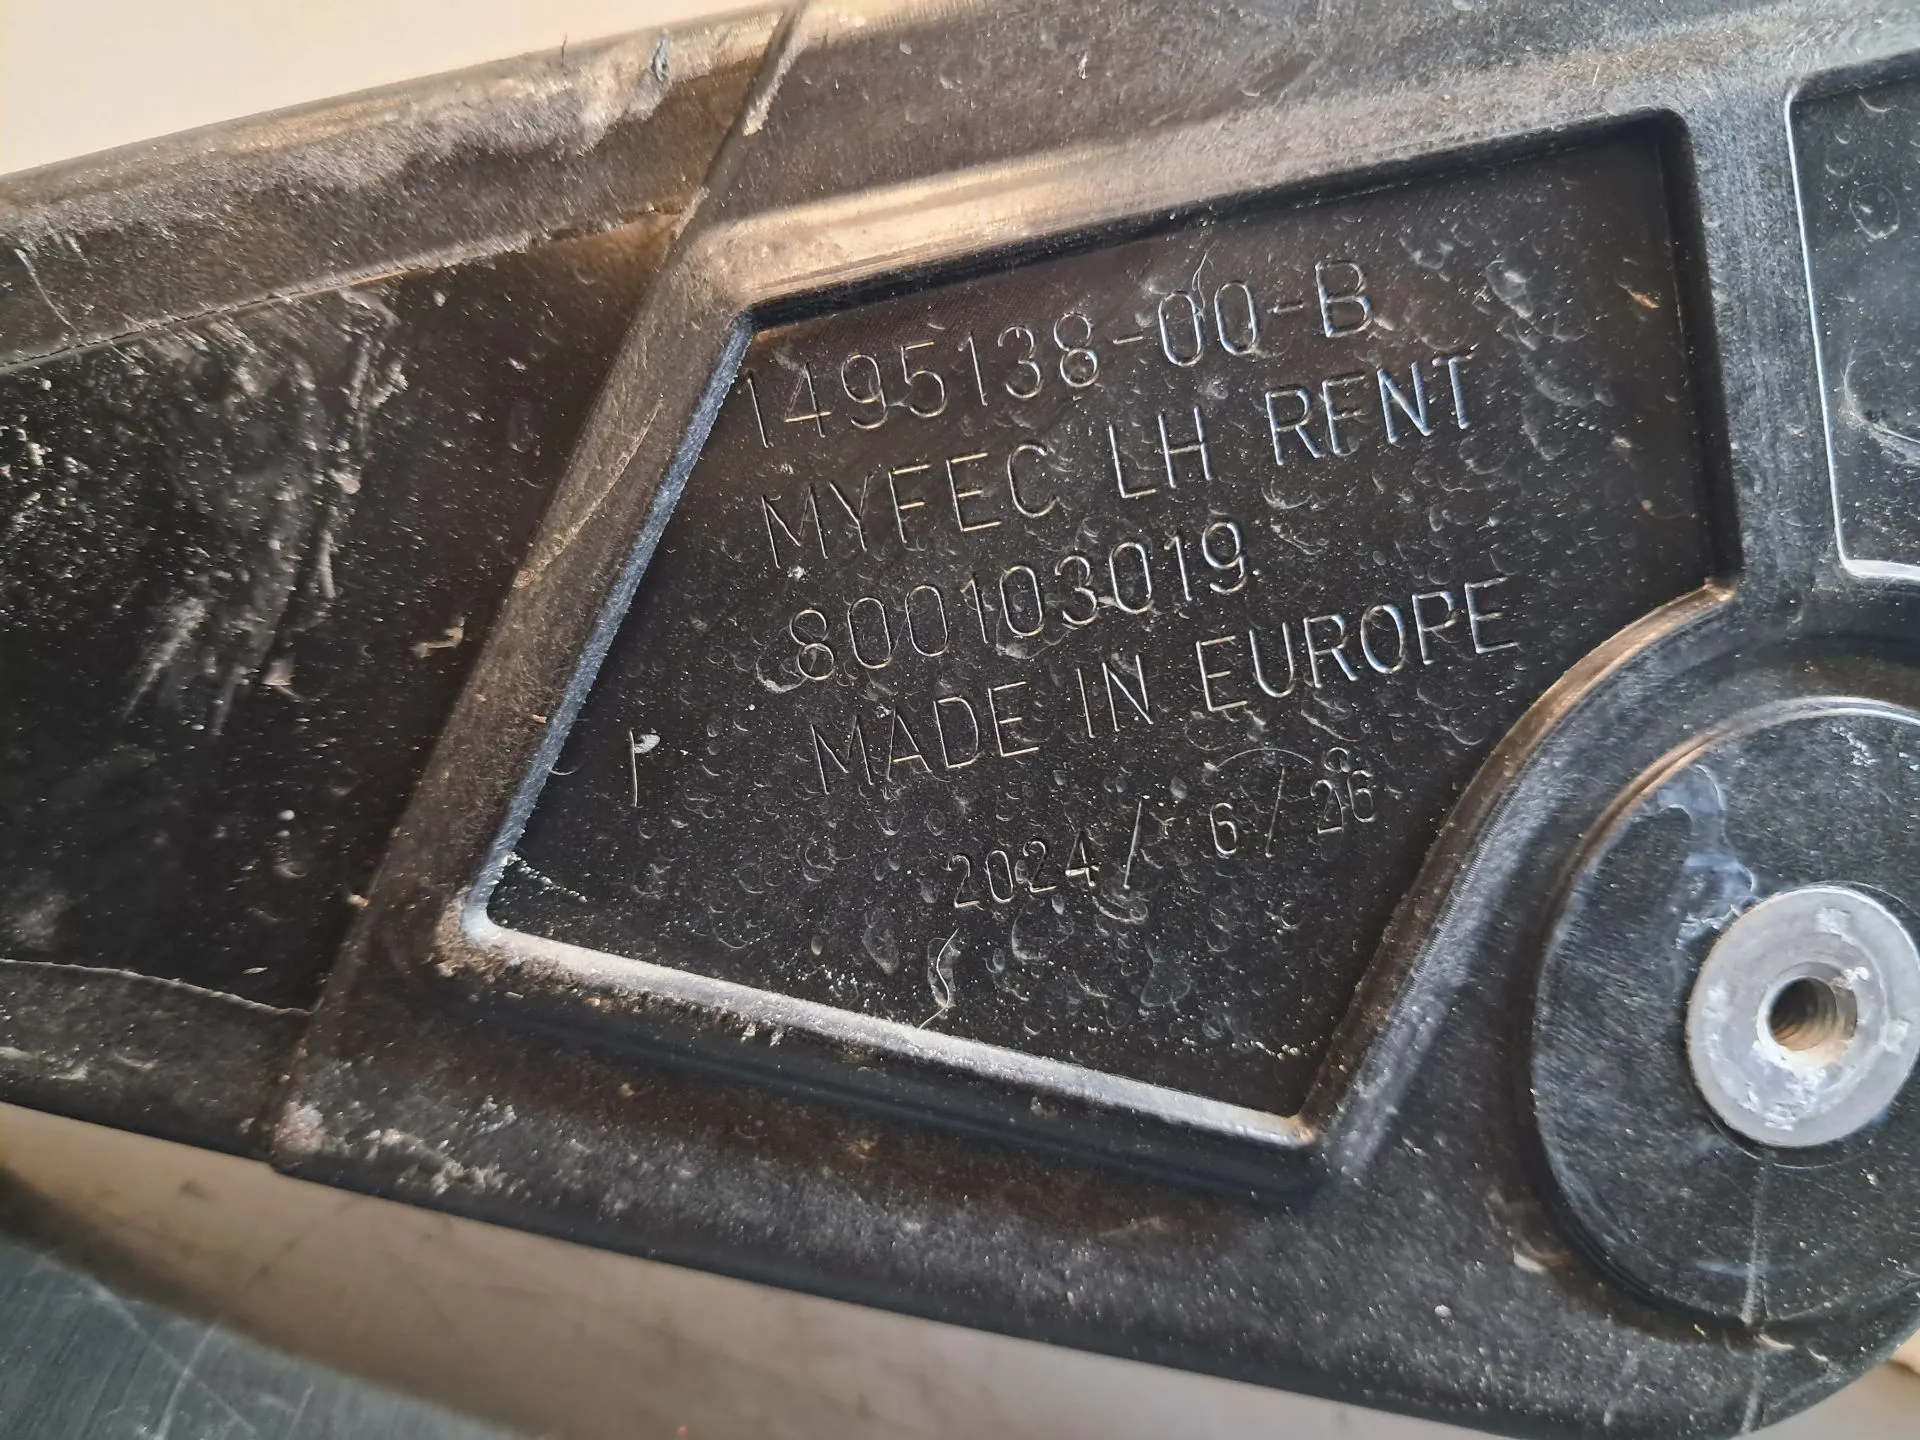 1495138-00-B
MYFEC LH RFNT
800103019
MADE IN EUROPE
2024/ 6/26